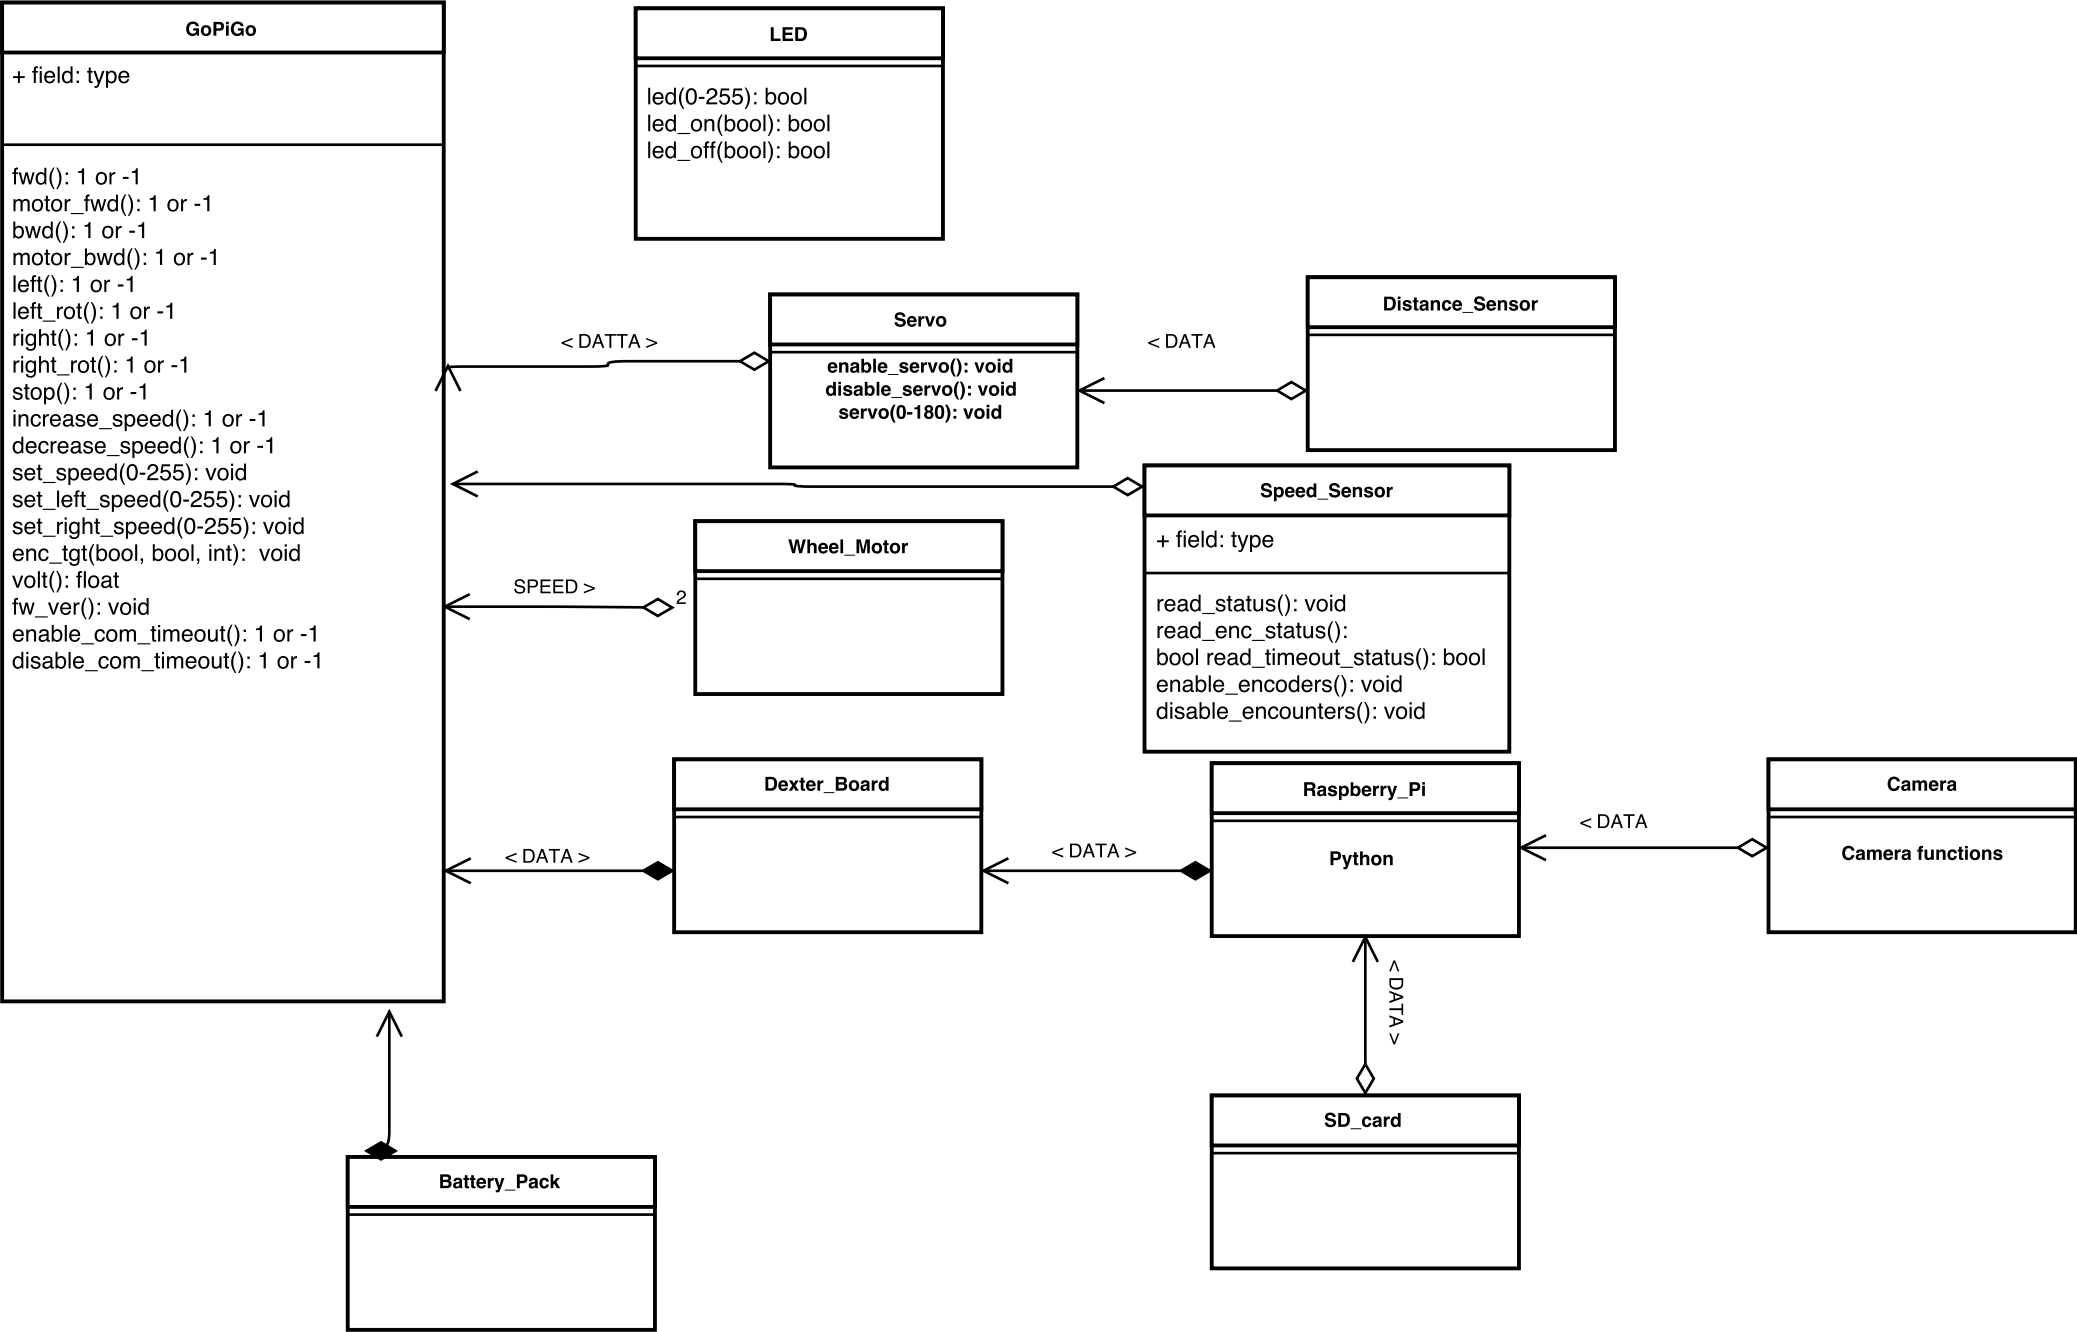 GoPiGo
+ field: type
fwd(): 1 or -1
motor_fwd(): 1 or -1
bwd(): 1 or -1
motor_bwd(): 1 or -1
left(): 1 or -1
left_rot(): 1 or -1
right(): 1 or -1
right_rot(): 1 or -1
stop(): 1 or -1
increase_speed(): 1 or -1
decrease_speed(): 1 or -1
set_speed(0-255): void
set_left_speed(0-255): void
set_right_speed(0-255): void
enc_tgt(bool, bool, int):  void
volt(): float
fw_ver(): void
enable_com_timeout(): 1 or -1
disable_com_timeout(): 1 or -1
LED
led(0-255): bool
led_on(bool): bool
led_off(bool): bool
< DATTA >
Servo
enable_servo(): void
disable_servo(): void
servo(0-180): void
< DATA
Distance_Sensor
Speed_Sensor
+ field: type
read_status(): void
read_enc_status():
bool read_timeout_status(): bool
enable_encoders(): void
disable_encounters(): void
SPEED >
2
Wheel_Motor
< DATA >
Dexter_Board
< DATA >
Raspberry_Pi
Python
< DATA
Camera
Camera functions
< DATA >
SD_card
Battery_Pack